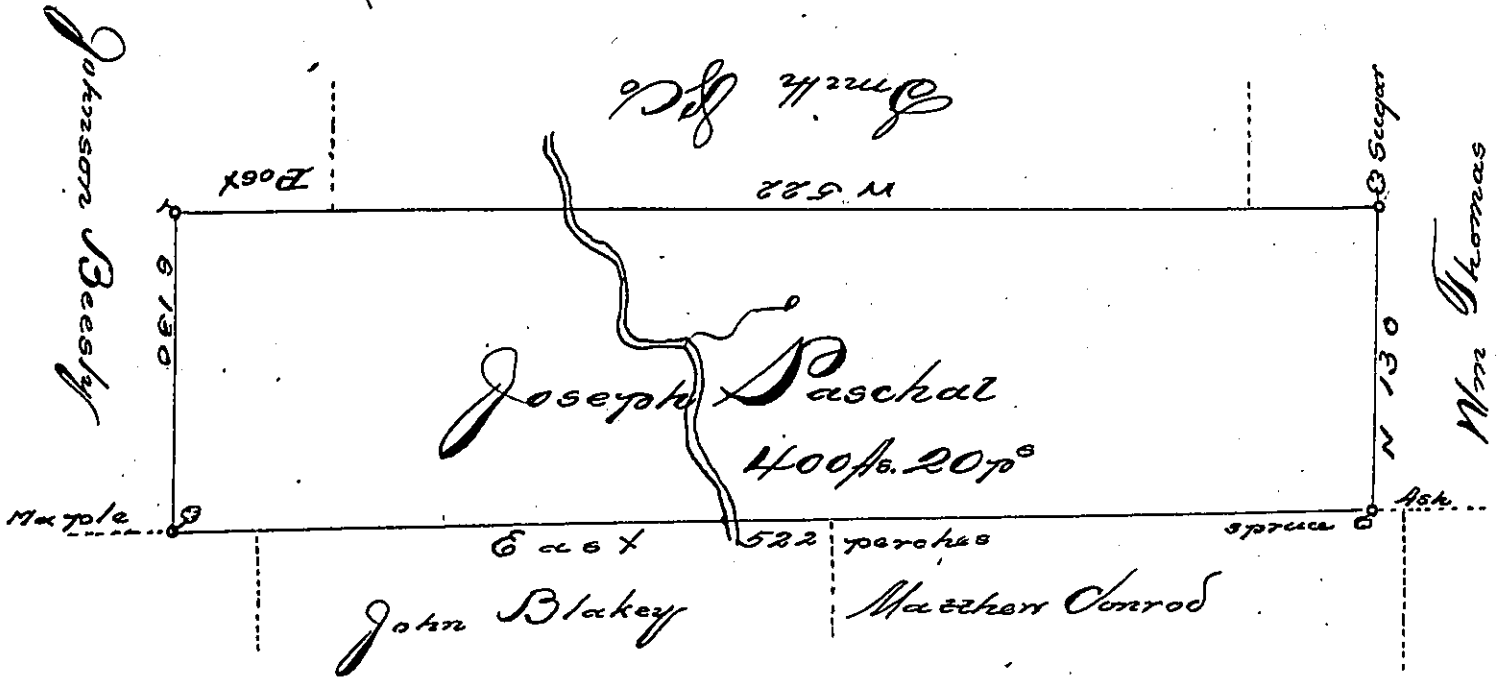 Smith & Co
Johnson Beesly
Post
W 522
Sugar
Wm Thomas
S 130
N 130
Joseph Paschal
400 As. 20 ps
Maple
East 522 perches
spruce
Ash
John Blakey
Matthew Conrod